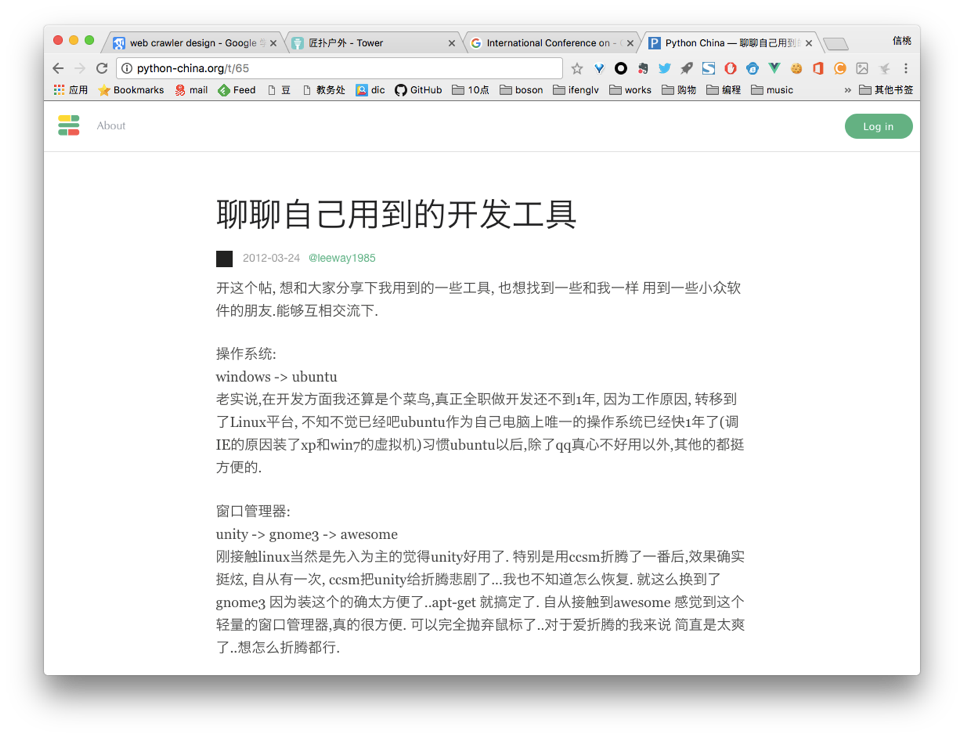 web crawler design - Google
匠扑户外 - Tower
International Conference on -
Python China — 聊聊自己用到
信桃
python-china.org/t/65
应用 Bookmarks mail Feed 豆 教务处 dic GitHub 10点 boson ifenglv works 购物 编程 music » 其他书签
About
Log in
聊聊自己用到的开发工具
2012-03-24 @leeway1985
开这个帖, 想和大家分享下我用到的一些工具, 也想找到一些和我一样 用到一些小众软
件的朋友.能够互相交流下.
操作系统:
windows -> ubuntu
老实说,在开发方面我还算是个菜鸟,真正全职做开发还不到1年, 因为工作原因, 转移到
了Linux平台, 不知不觉已经吧ubuntu作为自己电脑上唯一的操作系统已经快1年了(调
IE的原因装了xp和win7的虚拟机)习惯ubuntu以后,除了qq真心不好用以外,其他的都挺
方便的.
窗口管理器:
unity -> gnome3 -> awesome
刚接触linux当然是先入为主的觉得unity好用了. 特别是用ccsm折腾了一番后,效果确实
挺炫, 自从有一次, ccsm把unity给折腾悲剧了...我也不知道怎么恢复. 就这么换到了
gnome3 因为装这个的确太方便了..apt-get 就搞定了. 自从接触到awesome 感觉到这个
轻量的窗口管理器,真的很方便. 可以完全抛弃鼠标了..对于爱折腾的我来说 简直是太爽
了..想怎么折腾都行.